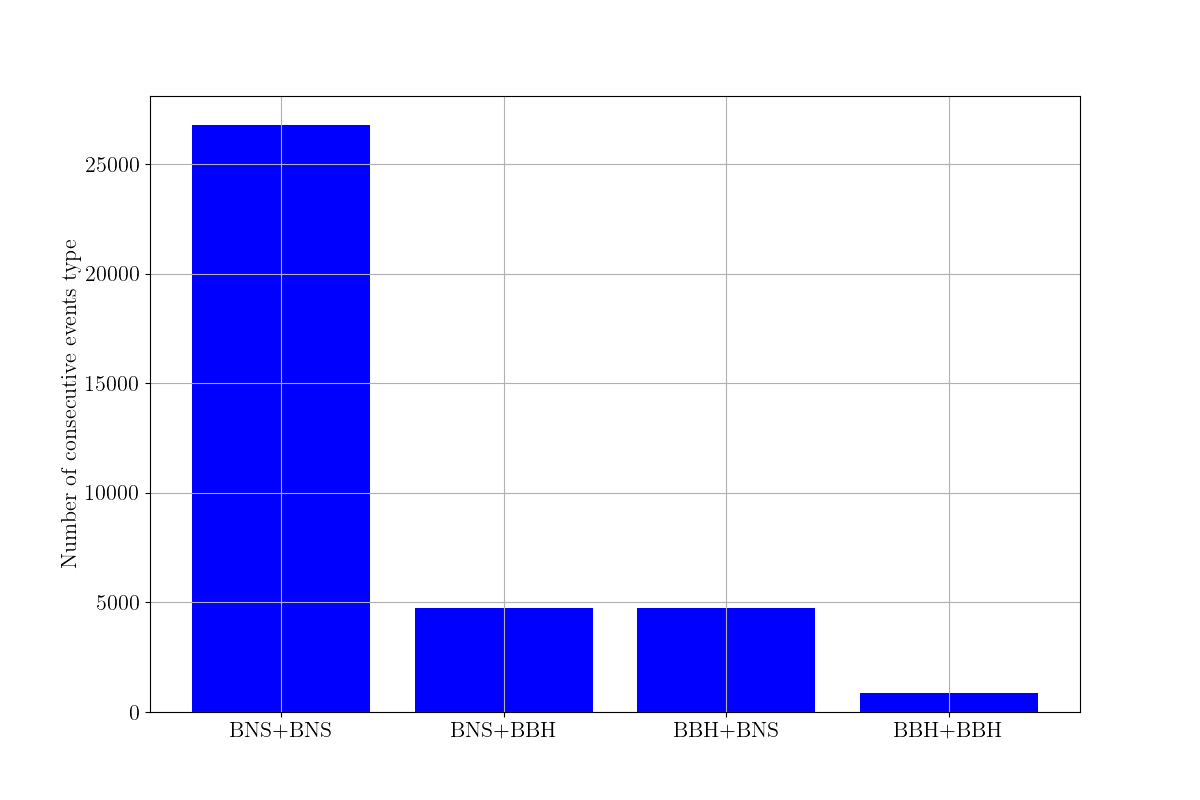 Number of consecutive events type
25000
20000
15000
10000
5000
0
BNS+BNS
BNS+BBH
BBH+BNS
BBH+BBH